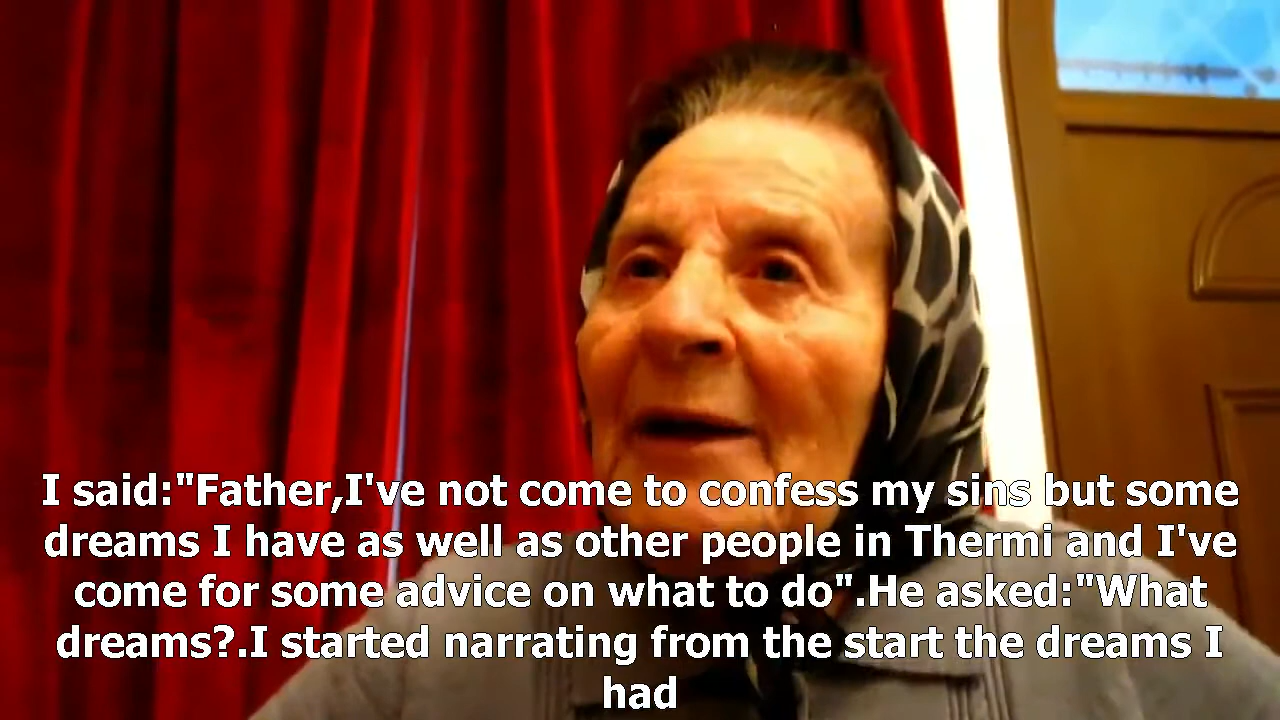 I said:"Father,I've not come to confess my sins but some
dreams I have as well as other people in Thermi and I've
come for some advice on what to do".He asked:"What
dreams?.I started narrating from the start the dreams I
had